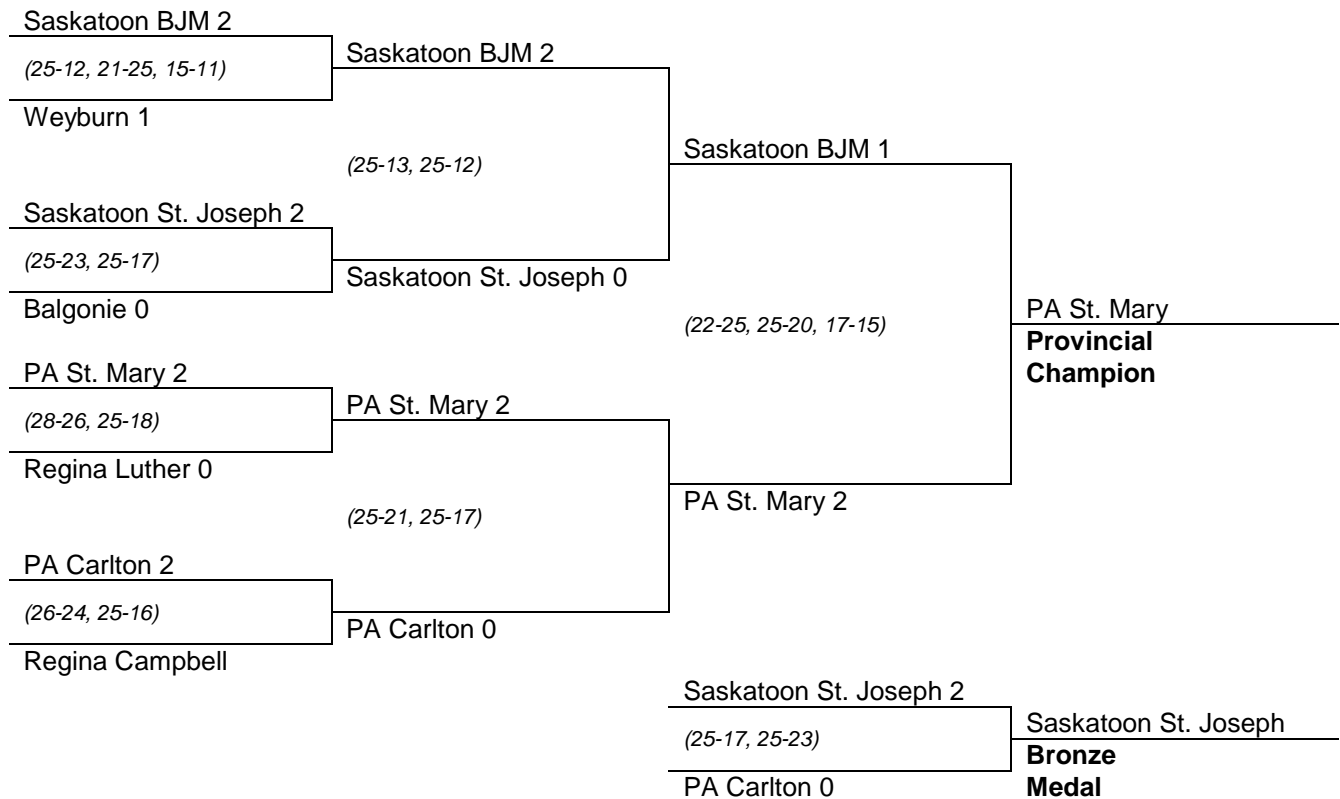 Saskatoon BJM 2
(25-12, 21-25, 15-11)
Weyburn 1
Saskatoon St. Joseph 2
(25-23, 25-17)
Balgonie 0
PA St. Mary 2
(28-26, 25-18)
Regina Luther 0
PA Carlton 2
(26-24, 25-16)
Regina Campbell
Saskatoon BJM 2
(25-13, 25-12)
Saskatoon St. Joseph 0
PA St. Mary 2
(25-21, 25-17)
PA Carlton 0
Saskatoon BJM 1
(22-25, 25-20, 17-15)
PA St. Mary 2
PA St. Mary
Provincial
Champion
Saskatoon St. Joseph 2
(25-17, 25-23)
PA Carlton 0
Saskatoon St. Joseph
Bronze
Medal